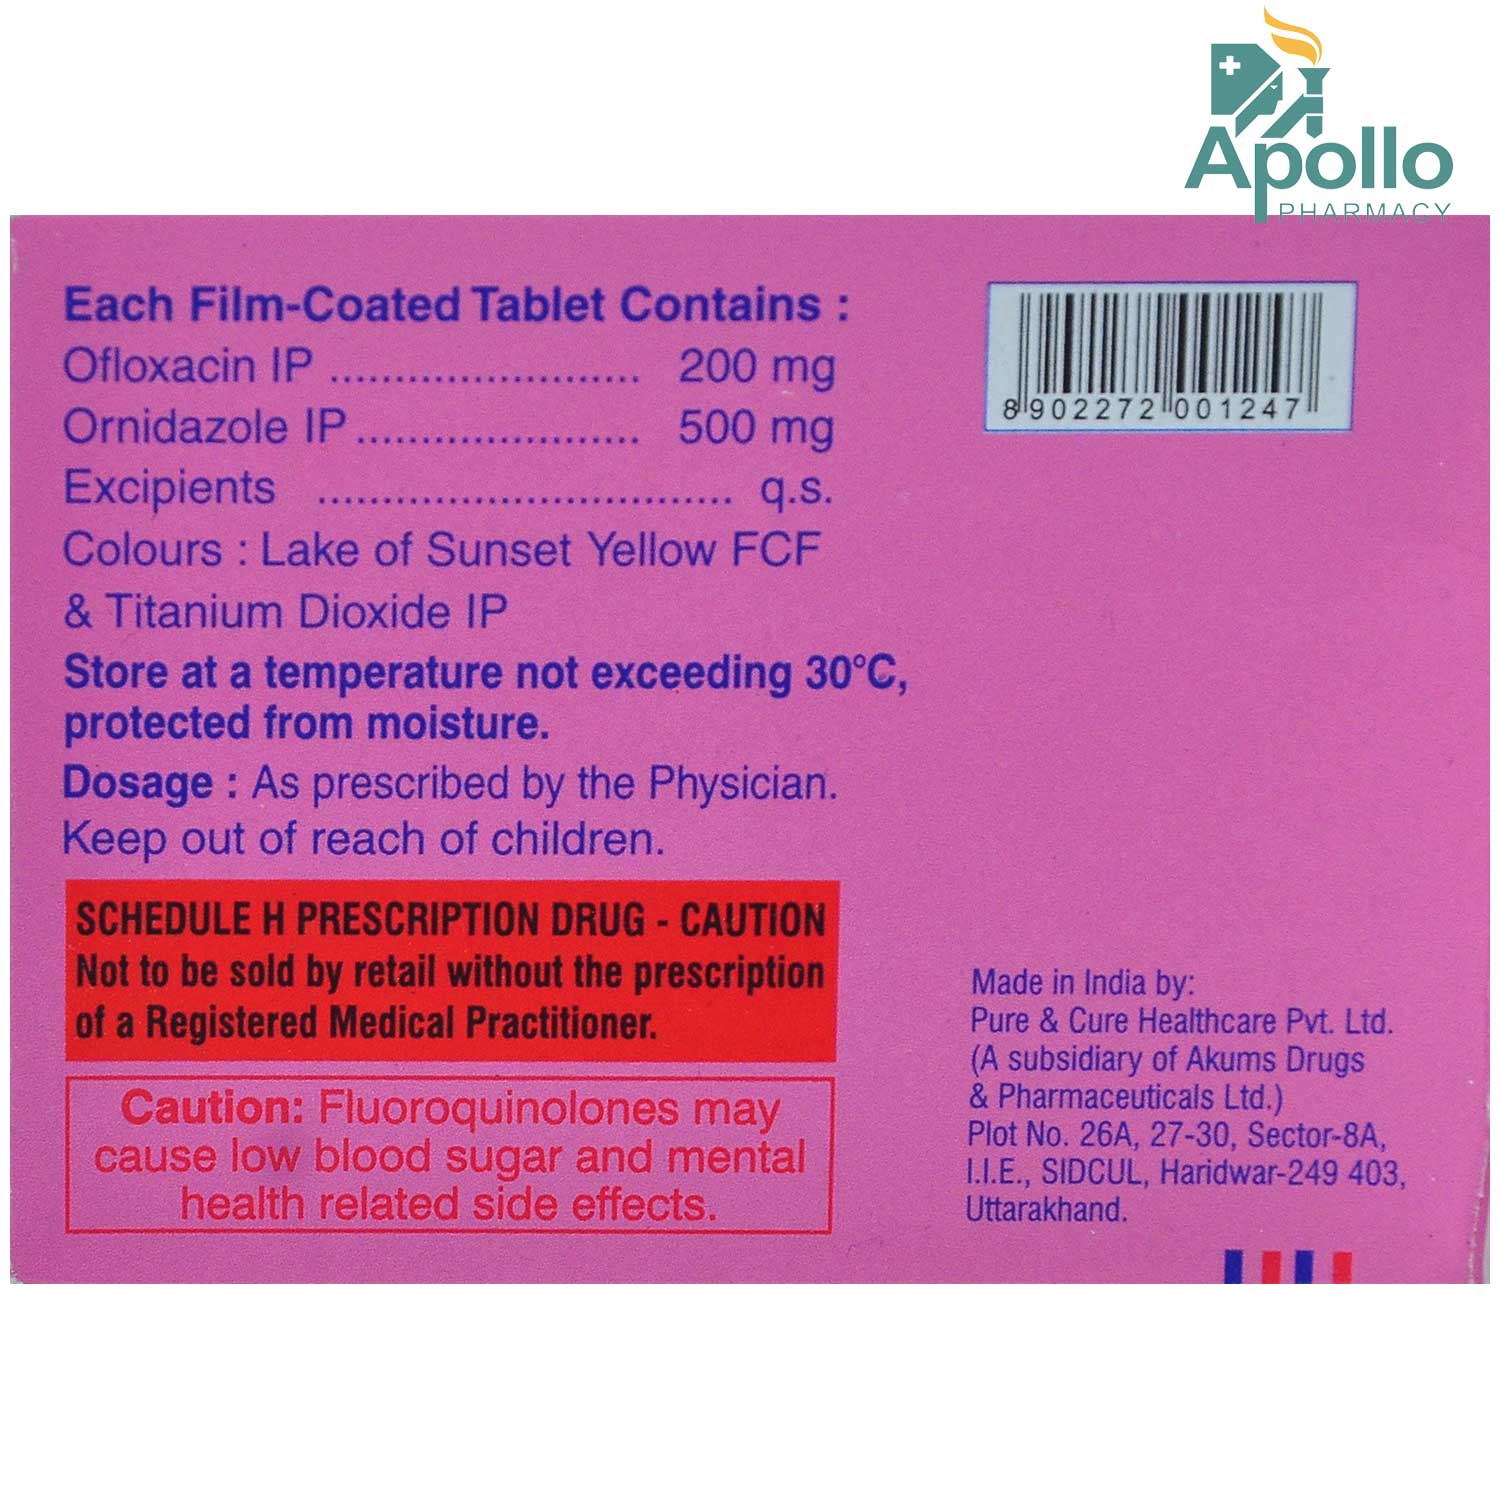 Apollo
PHARMACY
Each Film-Coated Tablet Contains :
Ofloxacin IP ........................ 200 mg
Ornidazole IP ...................... 500 mg
Excipients ................................ q.s.
Colours : Lake of Sunset Yellow FCF
& Titanium Dioxide IP
Store at a temperature not exceeding 30°C,
protected from moisture.
Dosage : As prescribed by the Physician.
Keep out of reach of children.
SCHEDULE H PRESCRIPTION DRUG - CAUTION
Not to be sold by retail without the prescription
of a Registered Medical Practitioner.
Caution: Fluoroquinolones may
cause low blood sugar and mental
health related side effects.
8 902272 001247
Made in India by:
Pure & Cure Healthcare Pvt. Ltd.
(A subsidiary of Akums Drugs
& Pharmaceuticals Ltd.)
Plot No. 26A, 27-30, Sector-8A,
I.I.E., SIDCUL, Haridwar-249 403,
Uttarakhand.